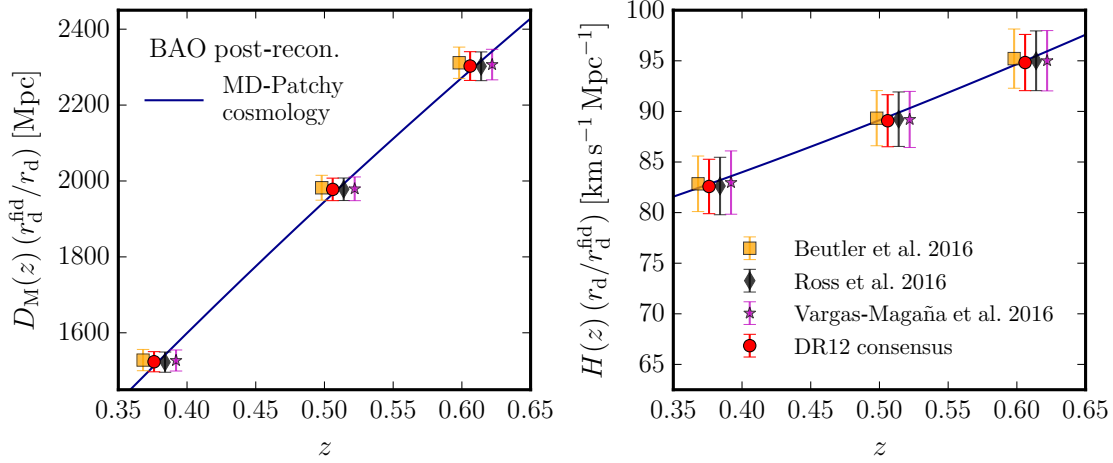 BAO post-recon.
MD-Patchy
cosmology
2400
2200
2000
1800
1600
D_M(z) (r_d^fid/r_d) [Mpc]
0.35 0.40 0.45 0.50 0.55 0.60 0.65
z
100
95
90
85
80
75
70
65
H(z) (r_d/r_d^fid) [km s⁻¹ Mpc⁻¹]
Beutler et al. 2016
Ross et al. 2016
Vargas-Magaña et al. 2016
DR12 consensus
0.35 0.40 0.45 0.50 0.55 0.60 0.65
z